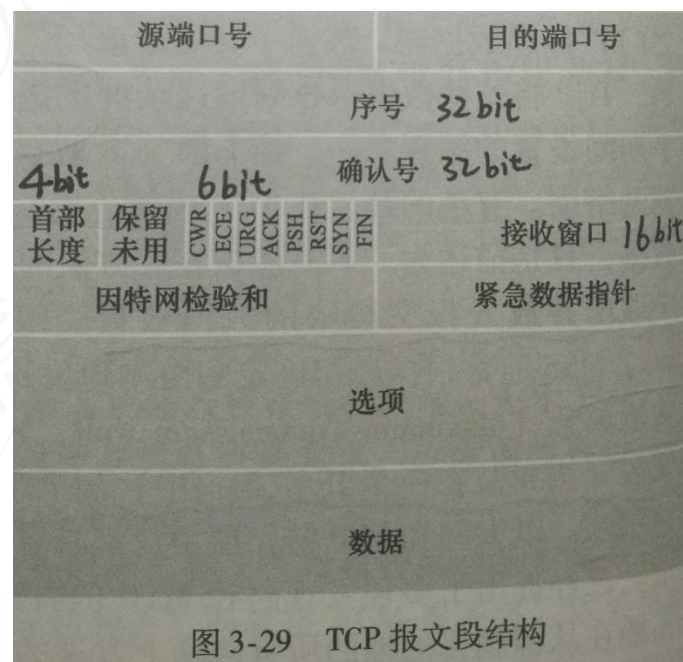 源端口号 目的端口号
序号 32bit
确认号 32bit
4bit 6bit
首部长度 保留未用 CWR ECE URG ACK PSH RST SYN FIN 接收窗口 16bit
因特网检验和 紧急数据指针
选项
数据
图 3-29 TCP 报文段结构